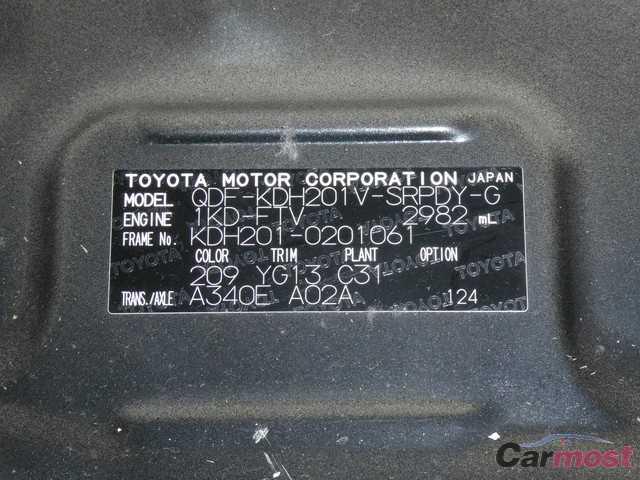 TOYOTA MOTOR CORPORATION JAPAN
MODEL QDF-KDH201V-SRPDY-G
ENGINE 1KD-FTV 2982 mL
FRAME No. KDH201-0201061
COLOR TRIM PLANT OPTION
209 YG13 C31
TRANS./AXLE A340E A02A 124
Carmost